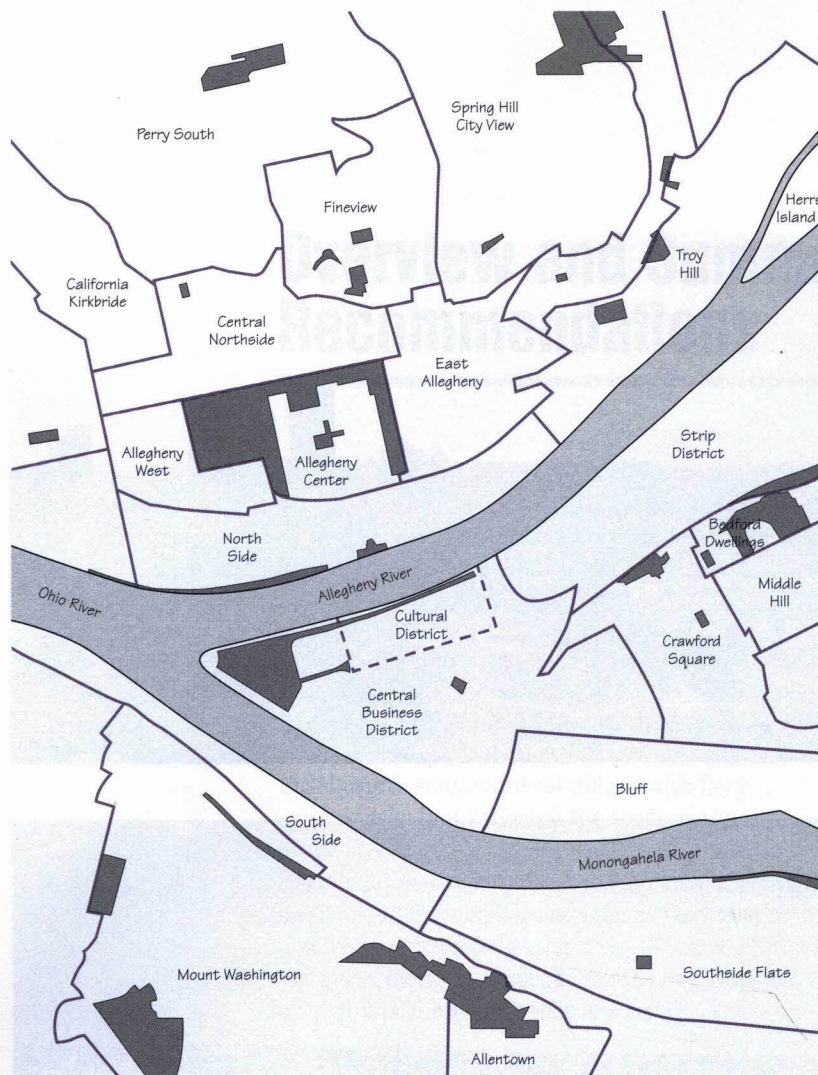 Spring Hill
City View
Perry South
Fineview
Herrs
Island
Troy
Hill
California
Kirkbride
Central
Northside
East
Allegheny
Allegheny
West
Allegheny
Center
Strip
District
North
Side
Bedford
Dwellings
Middle
Hill
Ohio River
Allegheny River
Cultural
District
Crawford
Square
Central
Business
District
Bluff
South
Side
Monongahela River
Mount Washington
Southside Flats
Allentown